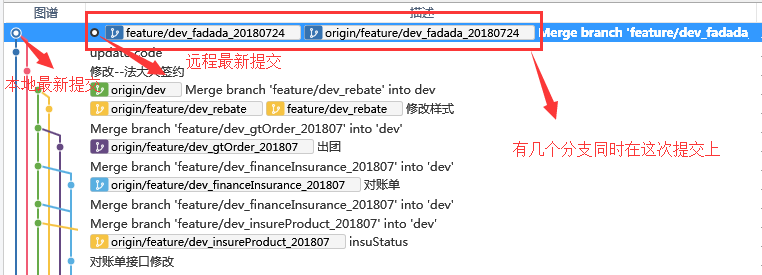 图谱 描述
feature/dev_fadada_20180724 origin/feature/dev_fadada_20180724 Merge branch 'feature/dev_fadada
update code
远程最新提交
修改--法大大签约
本地最新提交
origin/dev Merge branch 'feature/dev_rebate' into dev
origin/feature/dev_rebate feature/dev_rebate 修改样式
Merge branch 'feature/dev_gtOrder_201807' into 'dev'
origin/feature/dev_gtOrder_201807 出团
有几个分支同时在这次提交上
Merge branch 'feature/dev_financeInsurance_201807' into 'dev'
origin/feature/dev_financeInsurance_201807 对账单
Merge branch 'feature/dev_financeInsurance_201807' into 'dev'
Merge branch 'feature/dev_insureProduct_201807' into 'dev'
origin/feature/dev_insureProduct_201807 insuStatus
对账单接口修改